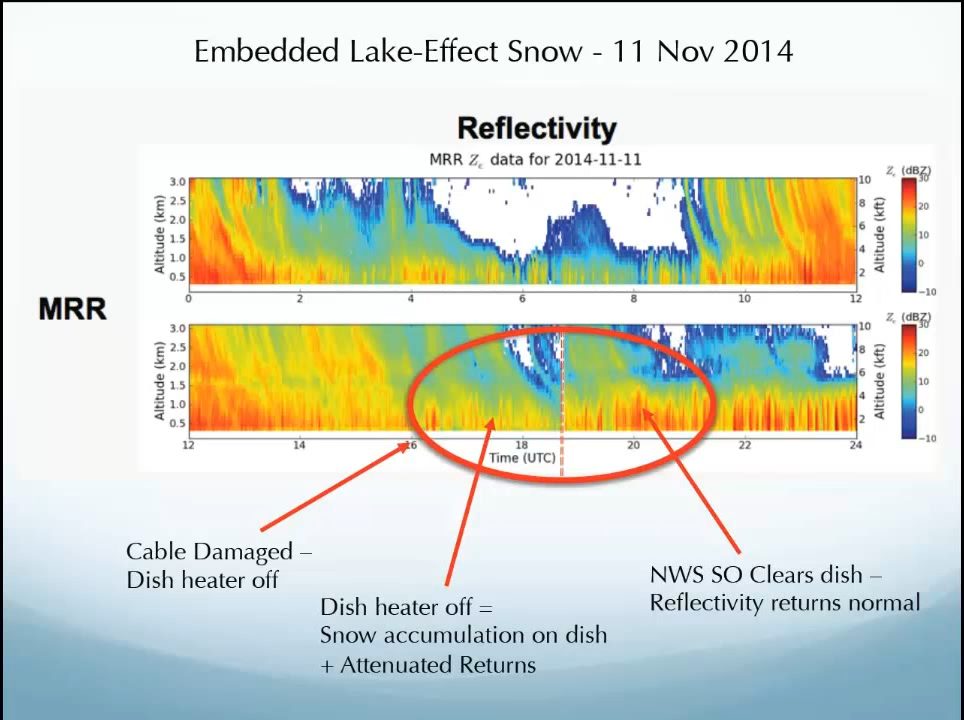 Embedded Lake-Effect Snow - 11 Nov 2014
Reflectivity
MRR Ze data for 2014-11-11
Ze (dBZ)
3.0
2.5
2.0
1.5
1.0
0.5
Altitude (km)
10
8
6
4
2
Altitude (kft)
30
20
10
0
−10
0 2 4 6 8 10 12
MRR
Ze (dBZ)
3.0
2.5
2.0
1.5
1.0
0.5
Altitude (km)
10
8
6
4
2
Altitude (kft)
30
20
10
0
−10
12 14 16 18 20 22 24
Time (UTC)
Cable Damaged –
Dish heater off
Dish heater off =
Snow accumulation on dish
+ Attenuated Returns
NWS SO Clears dish –
Reflectivity returns normal